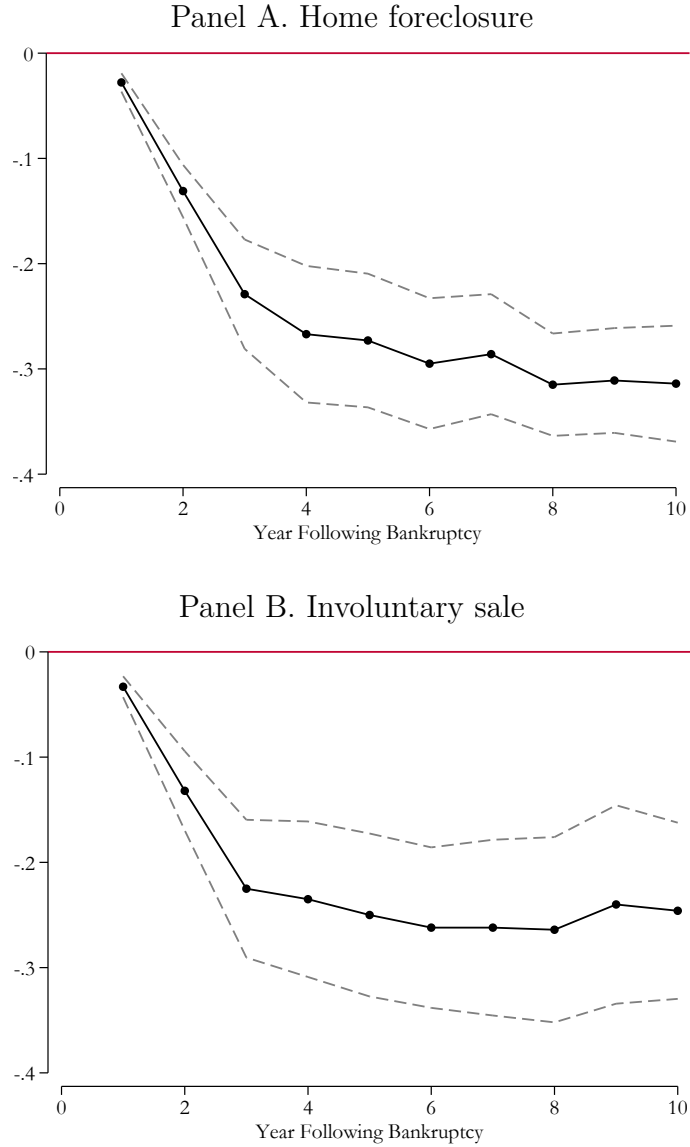 Panel A. Home foreclosure
0
-.1
-.2
-.3
-.4
0 2 4 6 8 10
Year Following Bankruptcy
Panel B. Involuntary sale
0
-.1
-.2
-.3
-.4
0 2 4 6 8 10
Year Following Bankruptcy